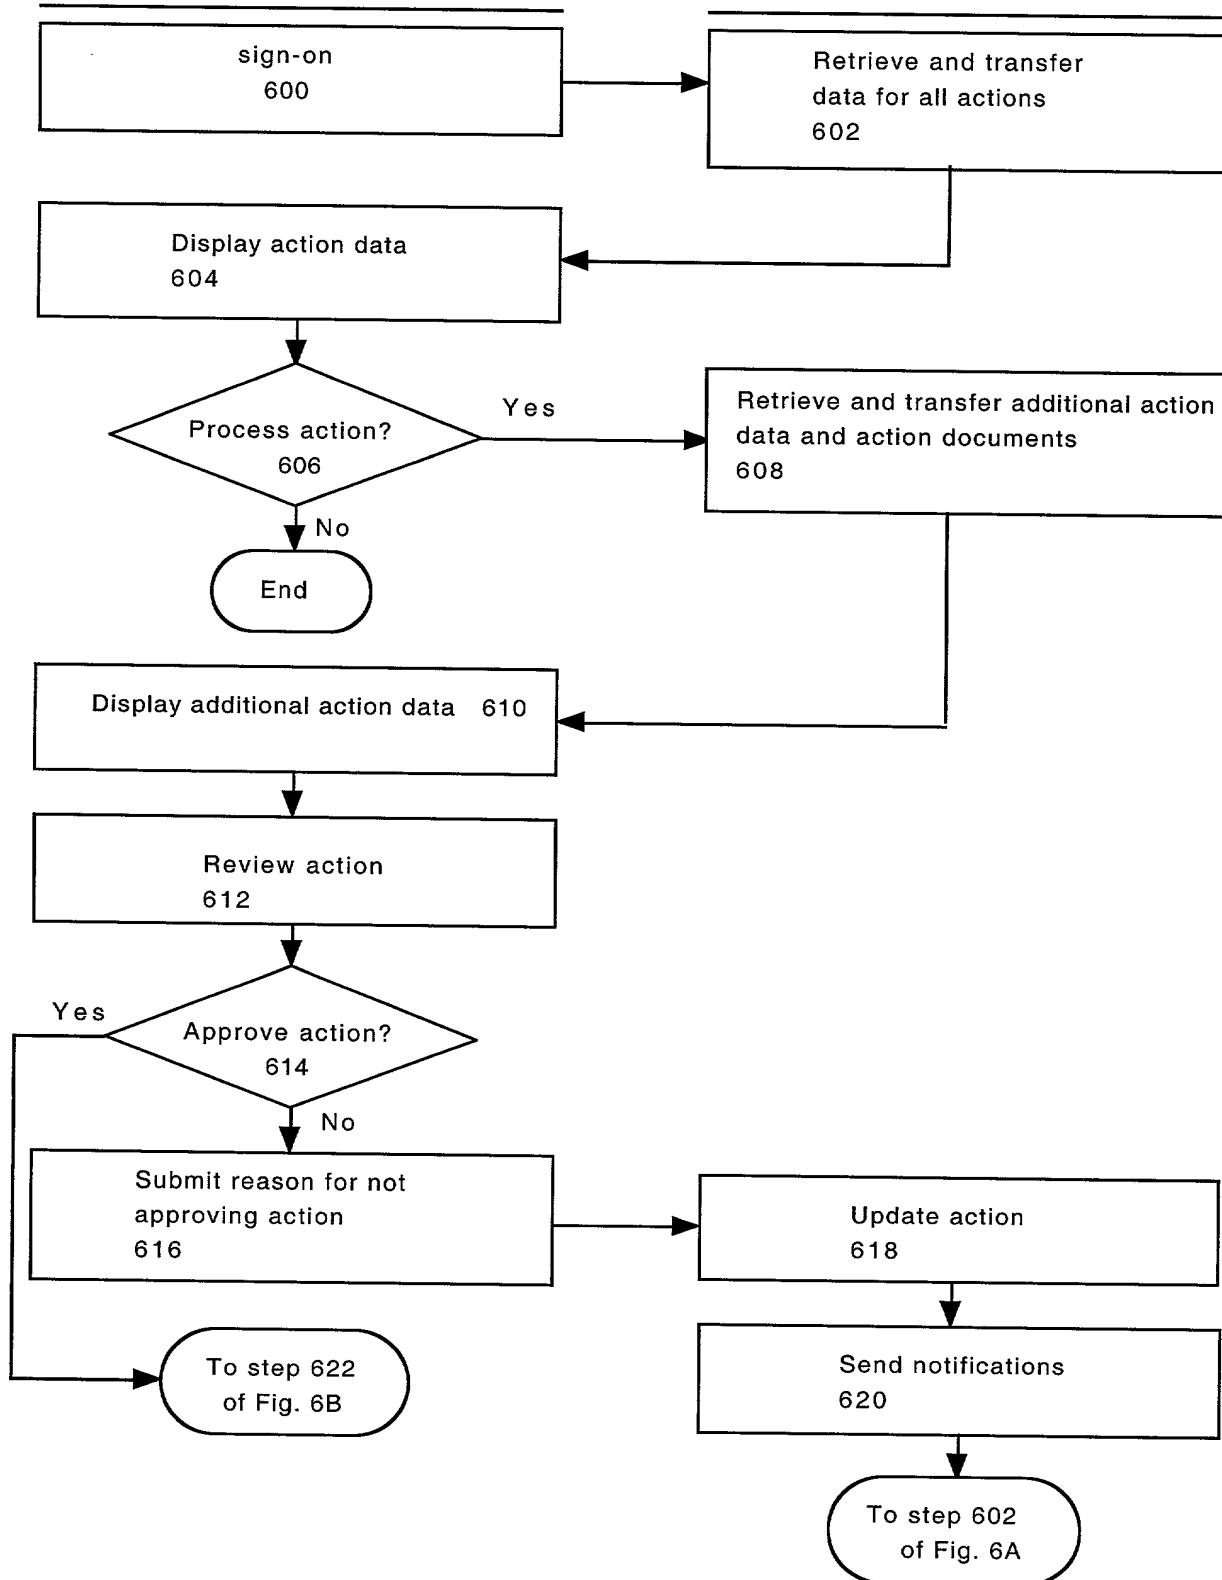 sign-on
600
Retrieve and transfer
data for all actions
602
Display action data
604
Process action?
606
Yes
No
End
Retrieve and transfer additional action
data and action documents
608
Display additional action data 610
Review action
612
Approve action?
614
Yes
No
Submit reason for not
approving action
616
Update action
618
To step 622
of Fig. 6B
Send notifications
620
To step 602
of Fig. 6A